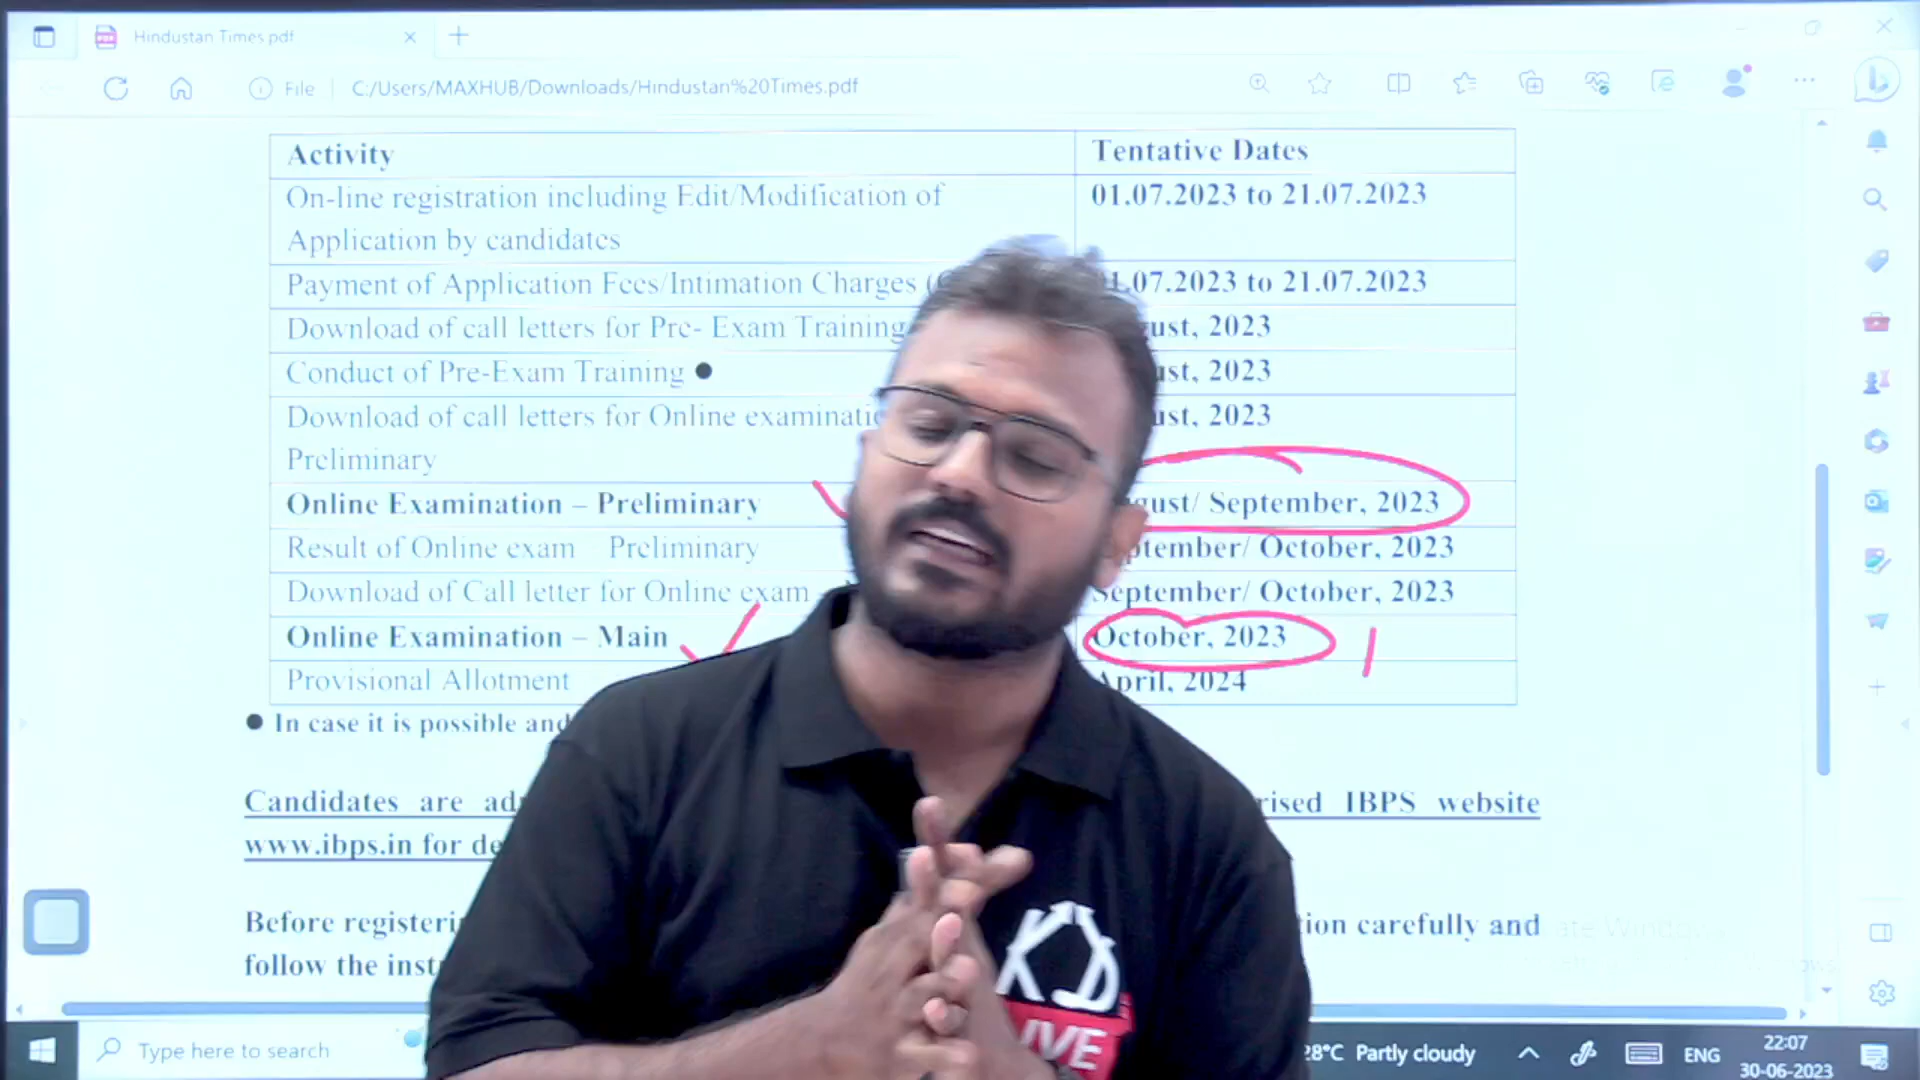 Hindustan Times.pdf
File C:/Users/MAXHUB/Downloads/Hindustan%20Times.pdf
Activity Tentative Dates
On-line registration including Edit/Modification of 01.07.2023 to 21.07.2023
Application by candidates
Payment of Application Fees/Intimation Charges .07.2023 to 21.07.2023
Download of call letters for Pre- Exam Training ust, 2023
Conduct of Pre-Exam Training ● ust, 2023
Download of call letters for Online examinati ust, 2023
Preliminary
Online Examination – Preliminary gust/ September, 2023
Result of Online exam Preliminary ptember/ October, 2023
Download of Call letter for Online exam September/ October, 2023
Online Examination – Main October, 2023
Provisional Allotment April, 2024
● In case it is possible and
Candidates are ad rised IBPS website
www.ibps.in for de
Before registeri tion carefully and
follow the inst
KD
LIVE
Type here to search
28°C Partly cloudy ENG 22:07
30-06-2023